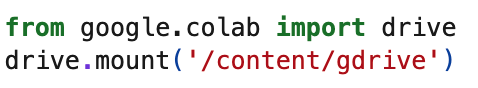 from google.colab import drive
drive.mount('/content/gdrive')